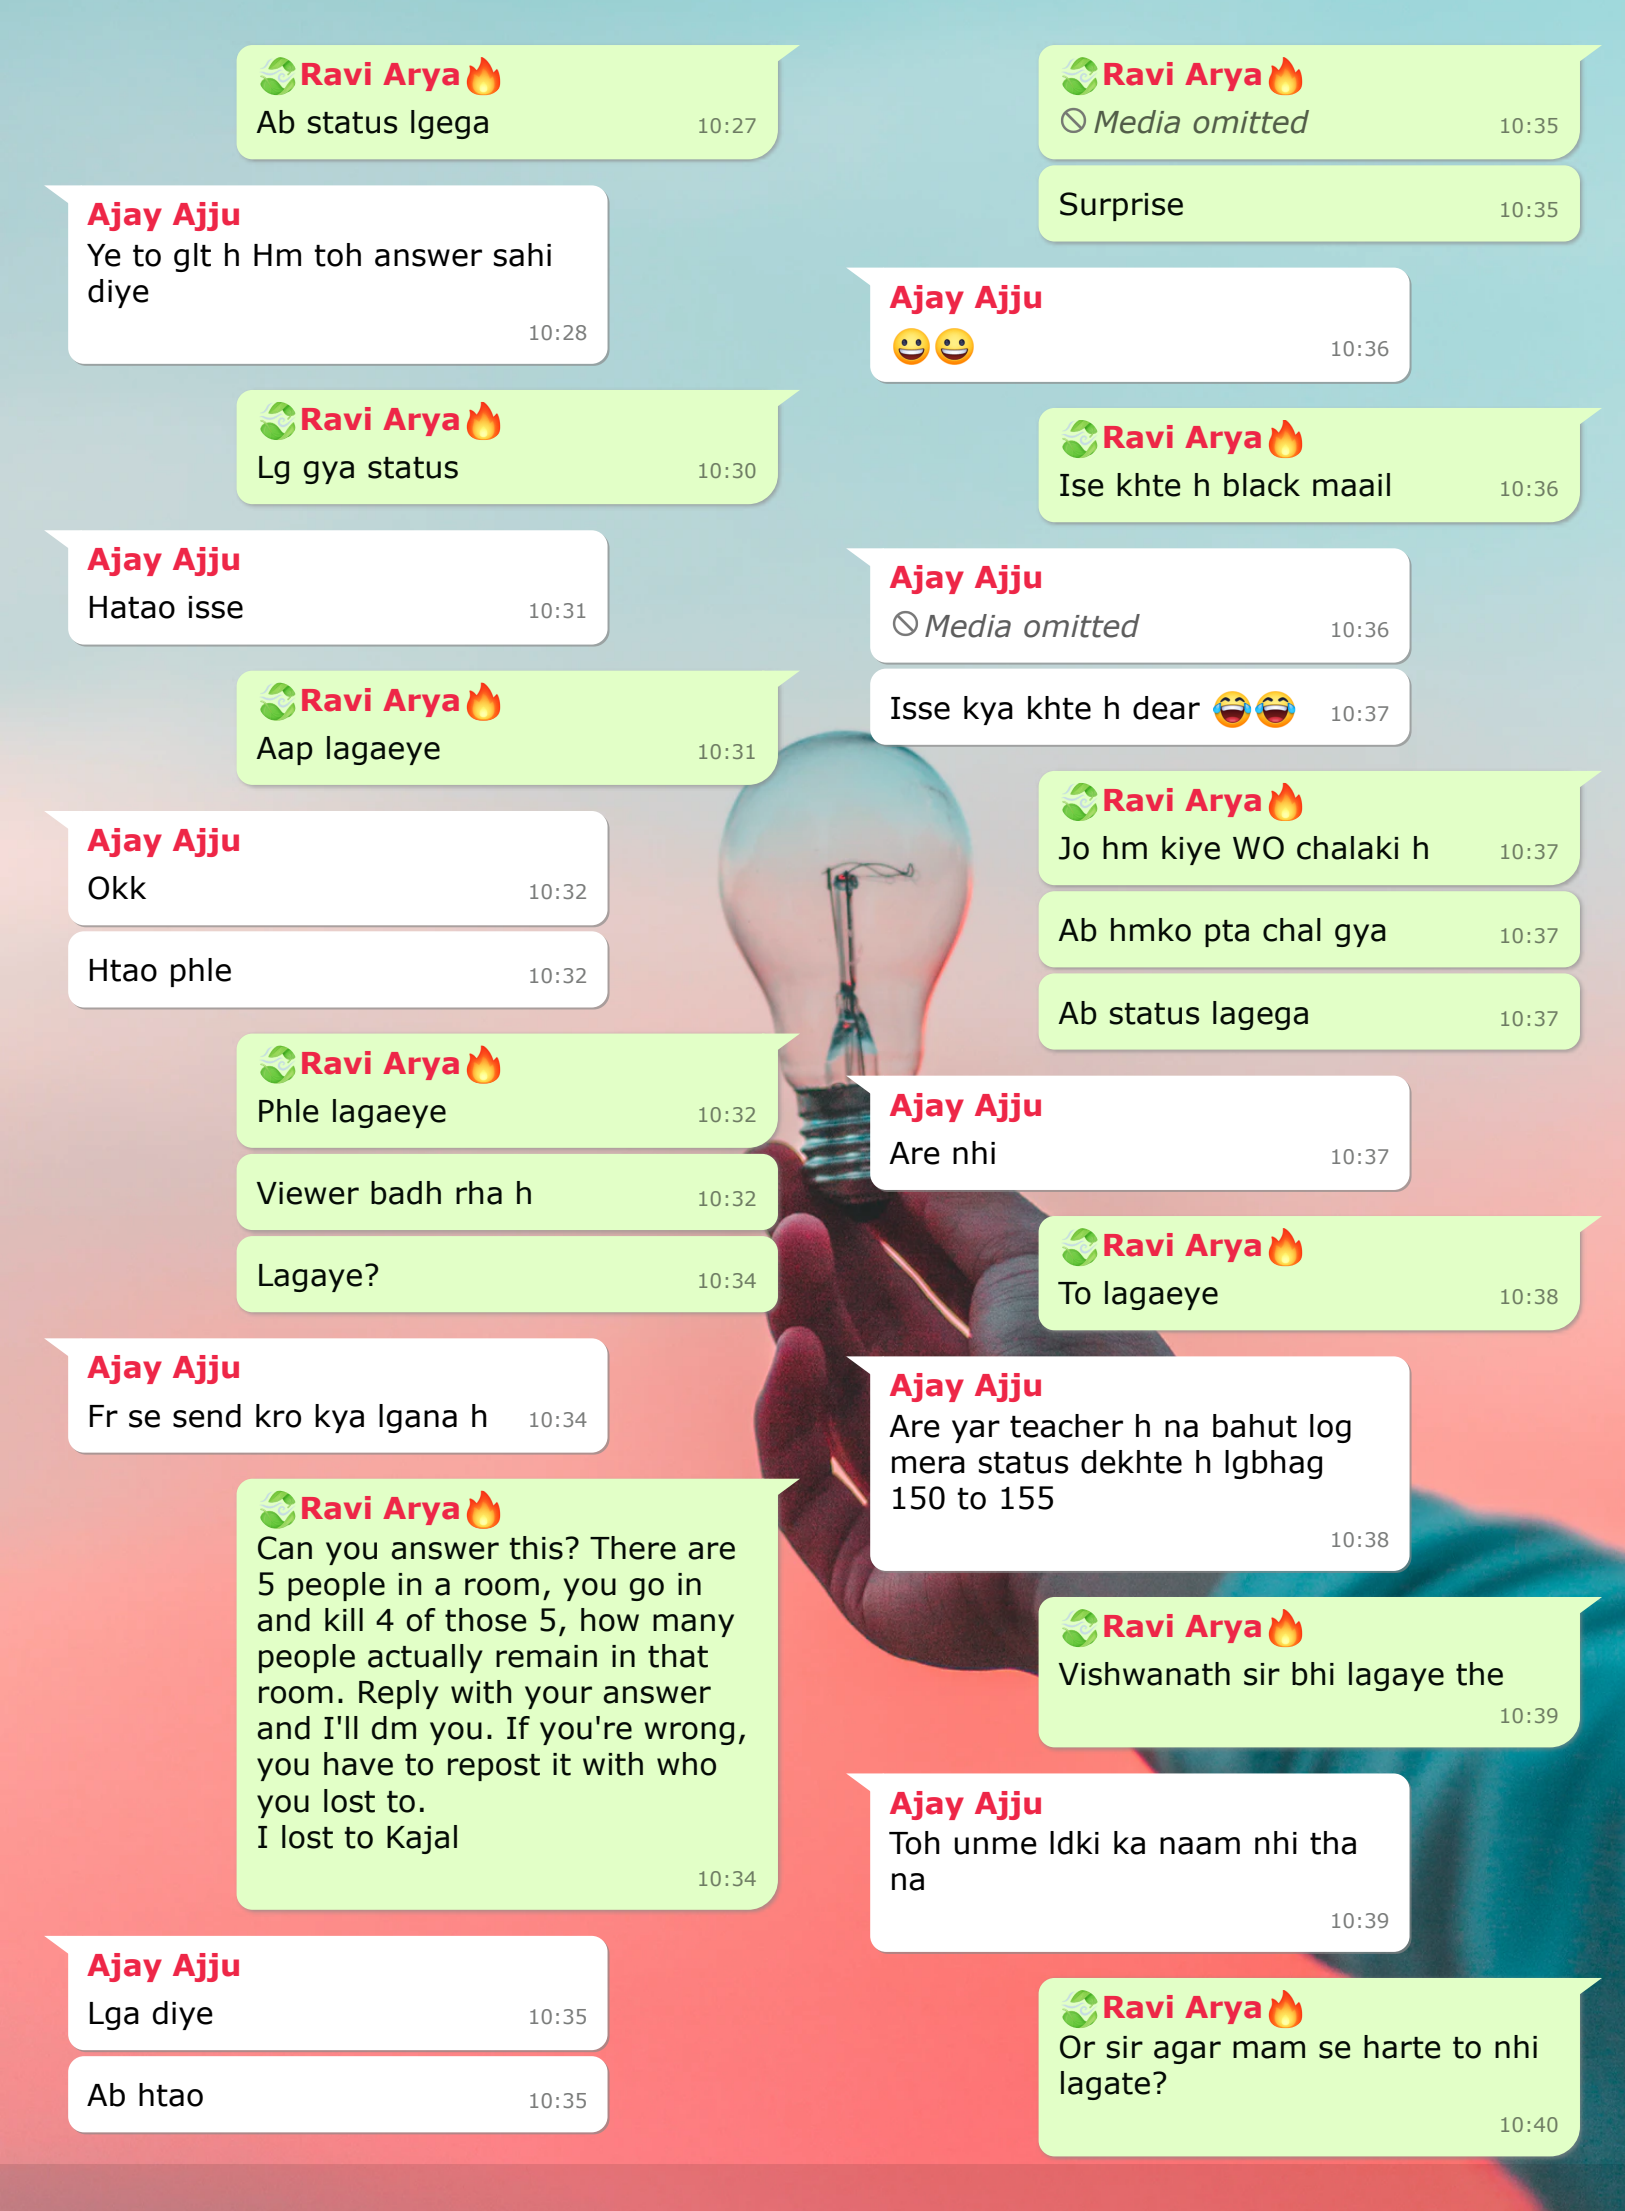 Ravi Arya🔥
Ab status lgega
10:27
Ajay Ajju
Ye to glt h Hm toh answer sahi
diye
10:28
Ravi Arya🔥
Lg gya status
10:30
Ajay Ajju
Hatao isse
10:31
Ravi Arya🔥
Aap lagaeye
10:31
Ajay Ajju
Okk
10:32
Htao phle
10:32
Ravi Arya🔥
Phle lagaeye
10:32
Viewer badh rha h
10:32
Lagaye?
10:34
Ajay Ajju
Fr se send kro kya lgana h
10:34
Ravi Arya🔥
Can you answer this? There are
5 people in a room, you go in
and kill 4 of those 5, how many
people actually remain in that
room. Reply with your answer
and I'll dm you. If you're wrong,
you have to repost it with who
you lost to.
I lost to Kajal
10:34
Ajay Ajju
Lga diye
10:35
Ab htao
10:35
Ravi Arya🔥
Media omitted
10:35
Surprise
10:35
Ajay Ajju
😀😀
10:36
Ravi Arya🔥
Ise khte h black maail
10:36
Ajay Ajju
Media omitted
10:36
Isse kya khte h dear 😂😂
10:37
Ravi Arya🔥
Jo hm kiye WO chalaki h
10:37
Ab hmko pta chal gya
10:37
Ab status lagega
10:37
Ajay Ajju
Are nhi
10:37
Ravi Arya🔥
To lagaeye
10:38
Ajay Ajju
Are yar teacher h na bahut log
mera status dekhte h lgbhag
150 to 155
10:38
Ravi Arya🔥
Vishwanath sir bhi lagaye the
10:39
Ajay Ajju
Toh unme ldki ka naam nhi tha
na
10:39
Ravi Arya🔥
Or sir agar mam se harte to nhi
lagate?
10:40